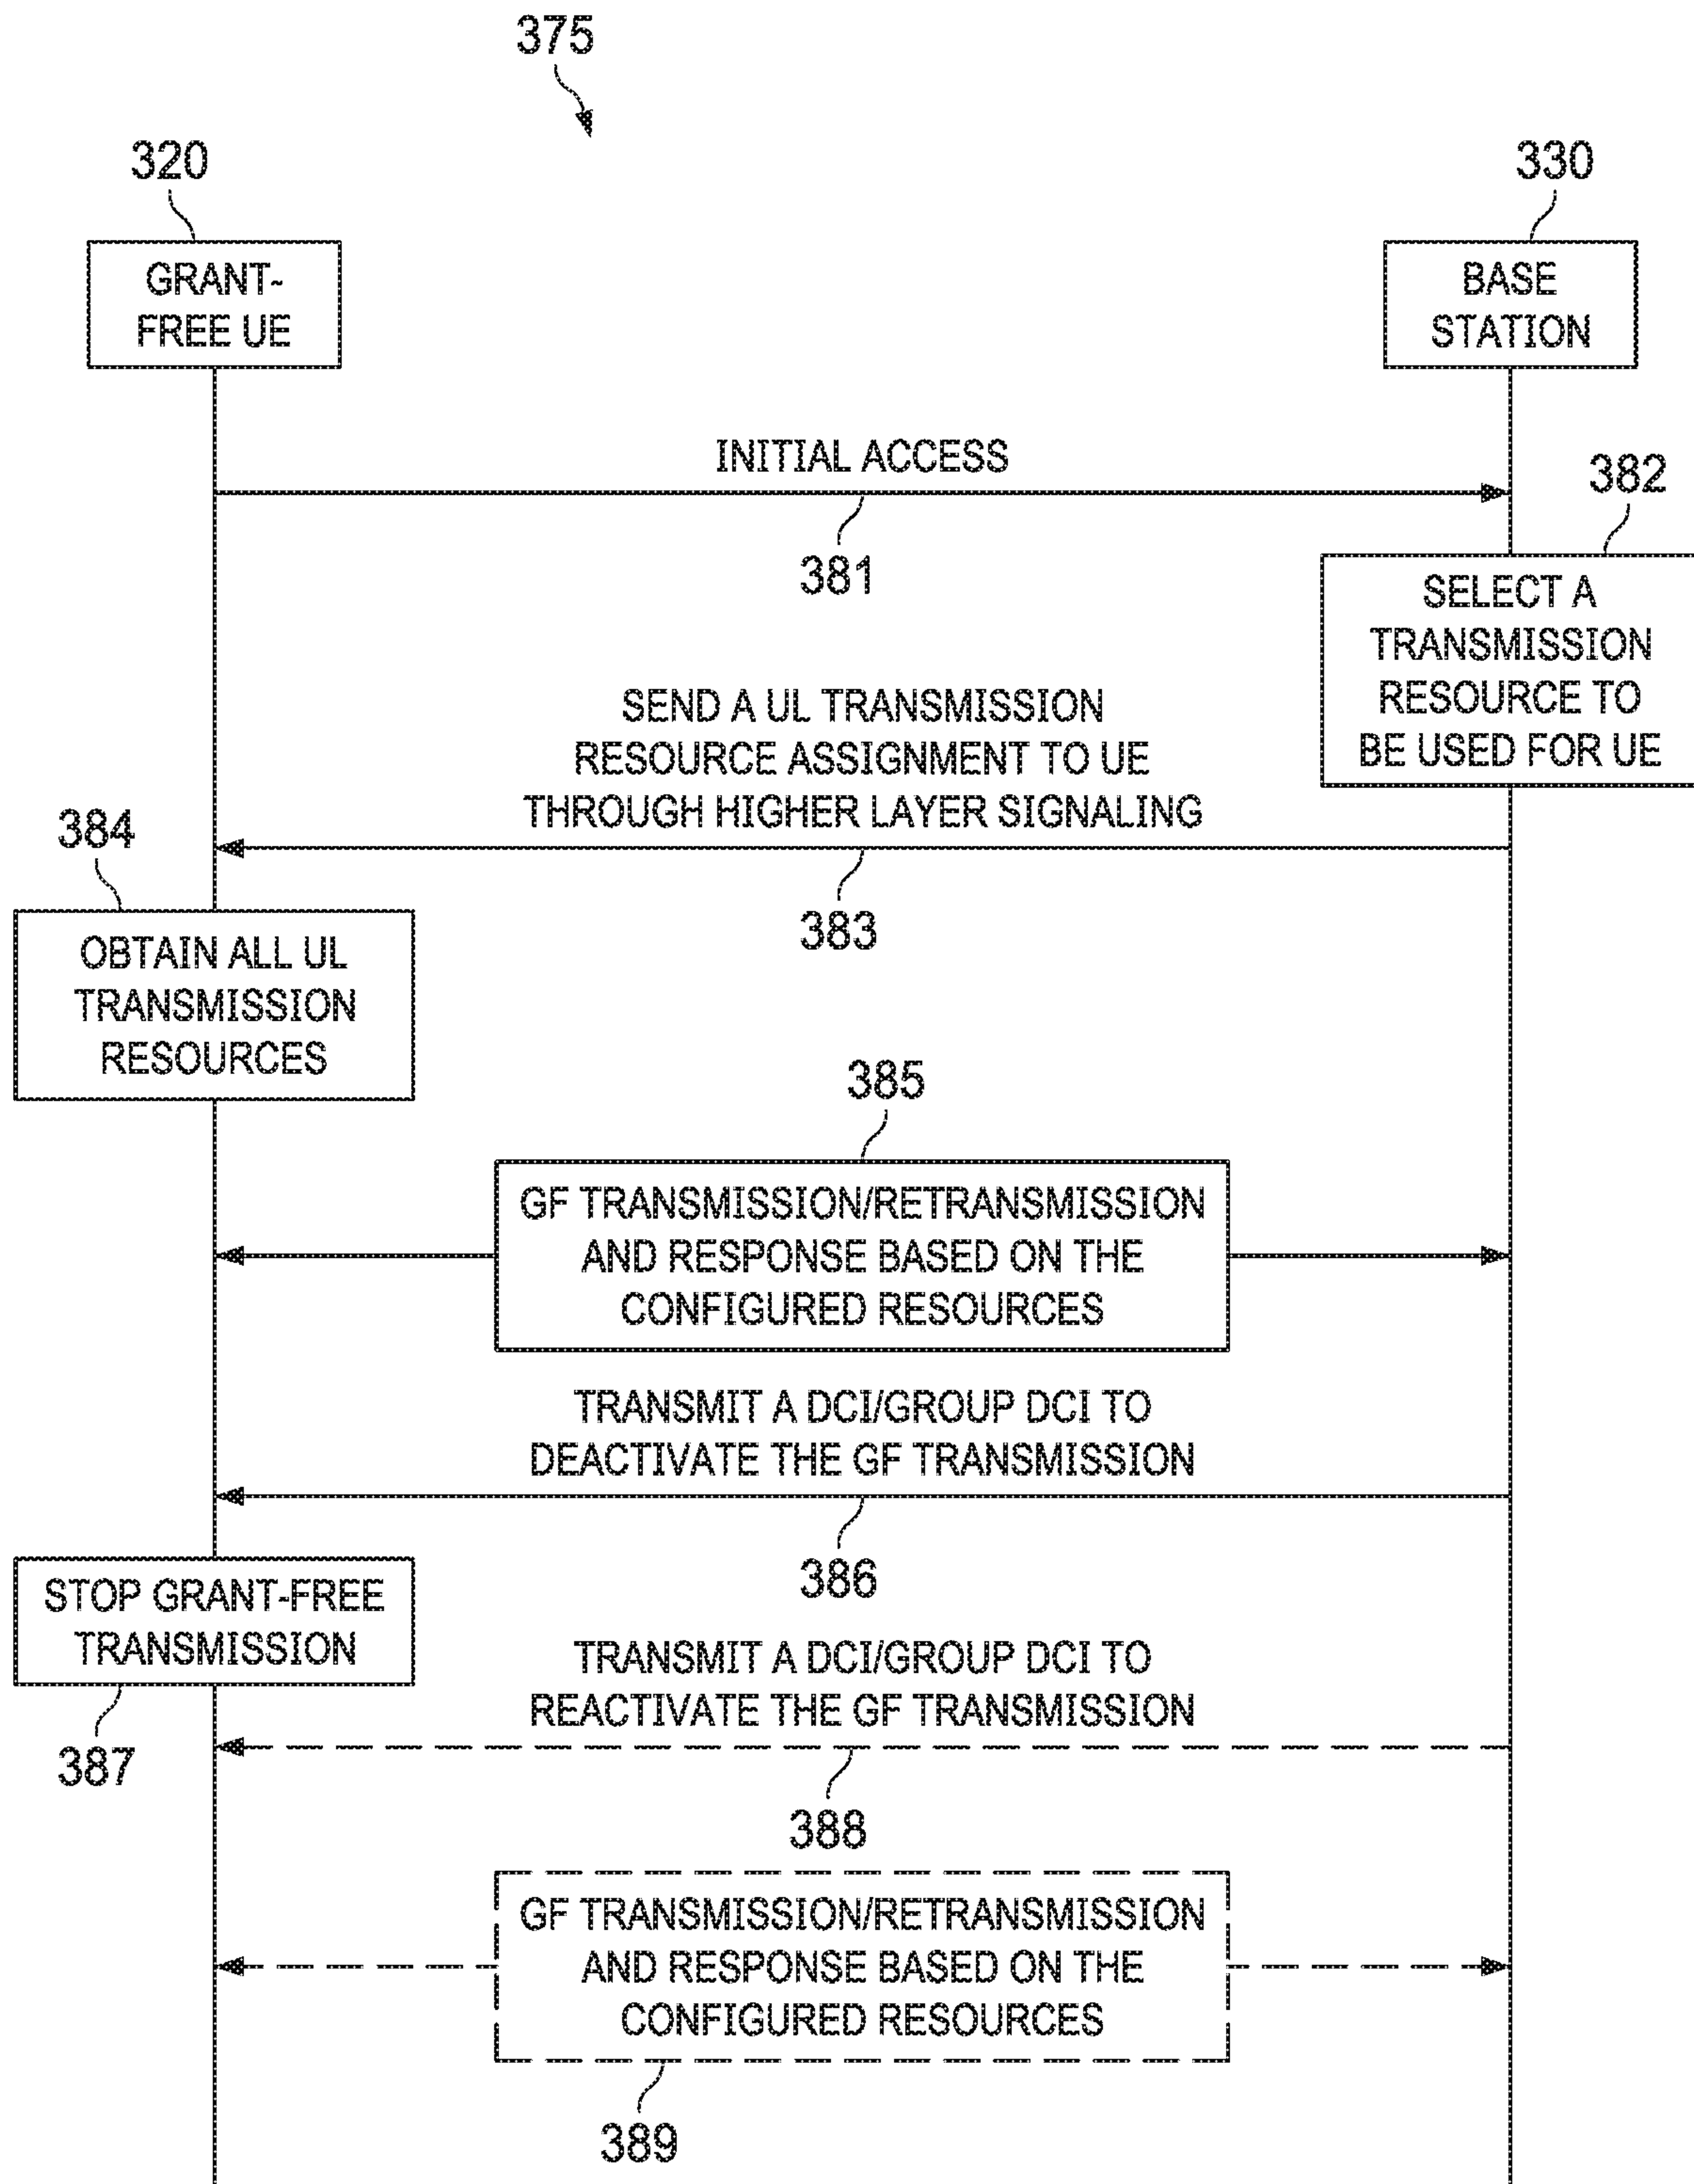 375
320
330
GRANT-
FREE UE
BASE
STATION
INITIAL ACCESS
381
382
SELECT A
TRANSMISSION
RESOURCE TO
BE USED FOR UE
SEND A UL TRANSMISSION
RESOURCE ASSIGNMENT TO UE
THROUGH HIGHER LAYER SIGNALING
383
384
OBTAIN ALL UL
TRANSMISSION
RESOURCES
385
GF TRANSMISSION/RETRANSMISSION
AND RESPONSE BASED ON THE
CONFIGURED RESOURCES
TRANSMIT A DCI/GROUP DCI TO
DEACTIVATE THE GF TRANSMISSION
386
STOP GRANT-FREE
TRANSMISSION
387
TRANSMIT A DCI/GROUP DCI TO
REACTIVATE THE GF TRANSMISSION
388
GF TRANSMISSION/RETRANSMISSION
AND RESPONSE BASED ON THE
CONFIGURED RESOURCES
389